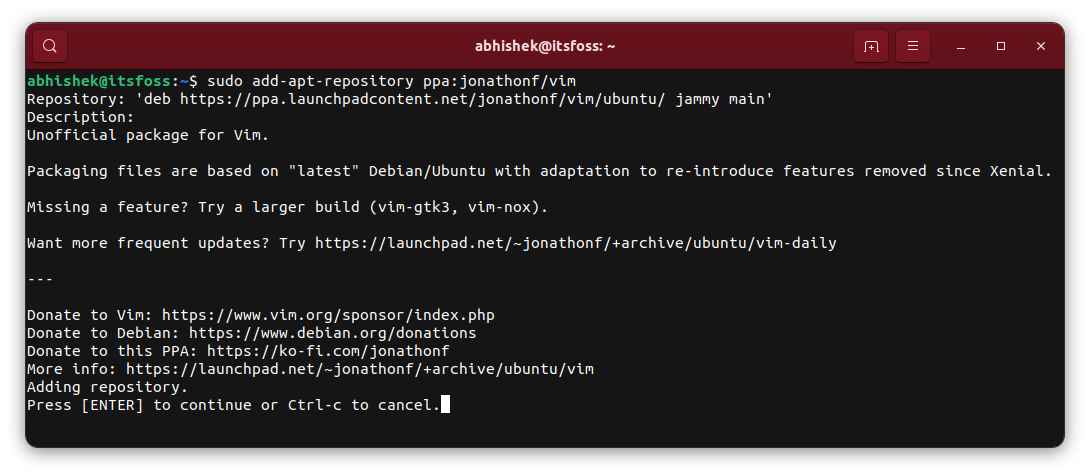 abhishek@itsfoss: ~
abhishek@itsfoss:~$ sudo add-apt-repository ppa:jonathonf/vim
Repository: 'deb https://ppa.launchpadcontent.net/jonathonf/vim/ubuntu/ jammy main'
Description:
Unofficial package for Vim.
Packaging files are based on "latest" Debian/Ubuntu with adaptation to re-introduce features removed since Xenial.
Missing a feature? Try a larger build (vim-gtk3, vim-nox).
Want more frequent updates? Try https://launchpad.net/~jonathonf/+archive/ubuntu/vim-daily
---
Donate to Vim: https://www.vim.org/sponsor/index.php
Donate to Debian: https://www.debian.org/donations
Donate to this PPA: https://ko-fi.com/jonathonf
More info: https://launchpad.net/~jonathonf/+archive/ubuntu/vim
Adding repository.
Press [ENTER] to continue or Ctrl-c to cancel.